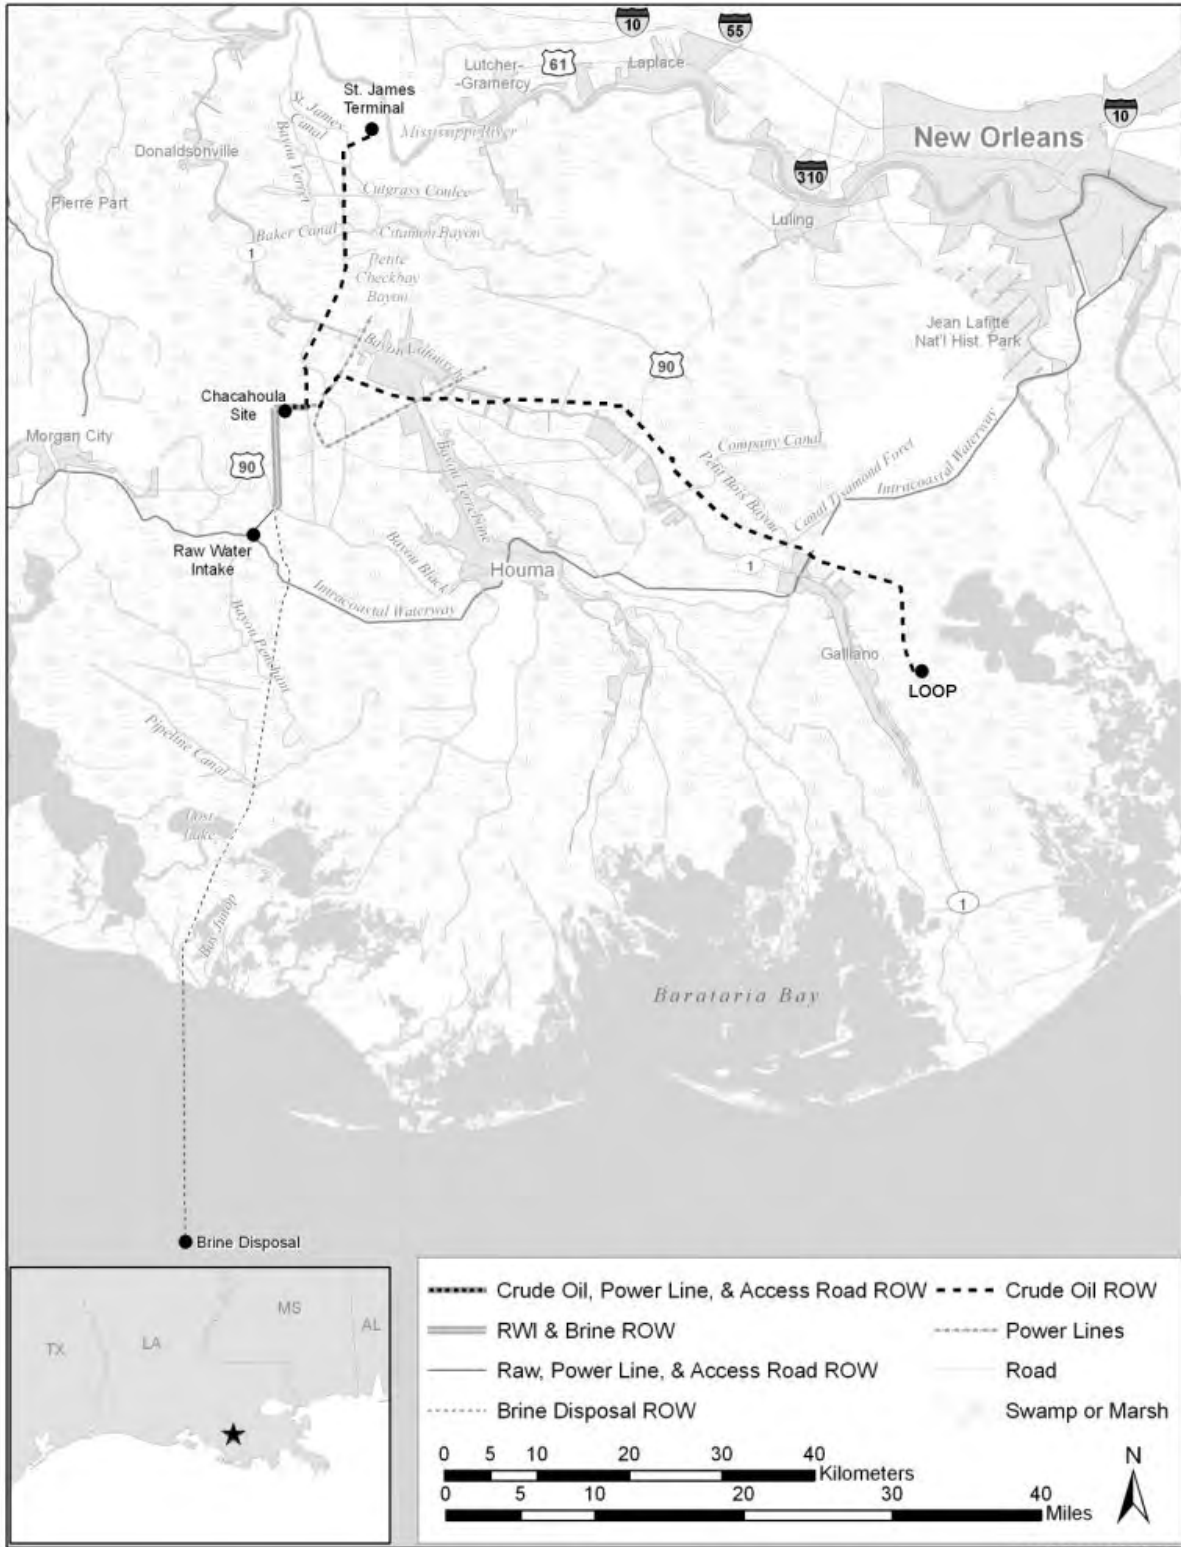 10
55
Lutcher-
-Gramercy
61
Laplace
St. James
Terminal
St. James
Canal
Mississippi River
10
New Orleans
Donaldsonville
Bayou Verret
310
Pierre Part
Cutgrass Coulee
Luling
Baker Canal
Citamon Bayou
1
Petite
Checkbay
Bayou
Jean Lafitte
Nat'l Hist. Park
Bayou Lafourche
90
Chacahoula
Site
Morgan City
90
Company Canal
Bayou Terrebone
Petit Bois Bayou
Canal Tisamond Foret
Intracoastal Waterway
Raw Water
Intake
Bayou Black
Houma
1
Intracoastal Waterway
Bayou Penchant
Galliano
LOOP
Pipeline Canal
Lost
Lake
1
Bay Junop
Barataria Bay
Brine Disposal
TX
LA
MS
AL
Crude Oil, Power Line, & Access Road ROW
Crude Oil ROW
RWI & Brine ROW
Power Lines
Raw, Power Line, & Access Road ROW
Road
Brine Disposal ROW
Swamp or Marsh
0 5 10 20 30 40
Kilometers
0 5 10 20 30 40
Miles
N